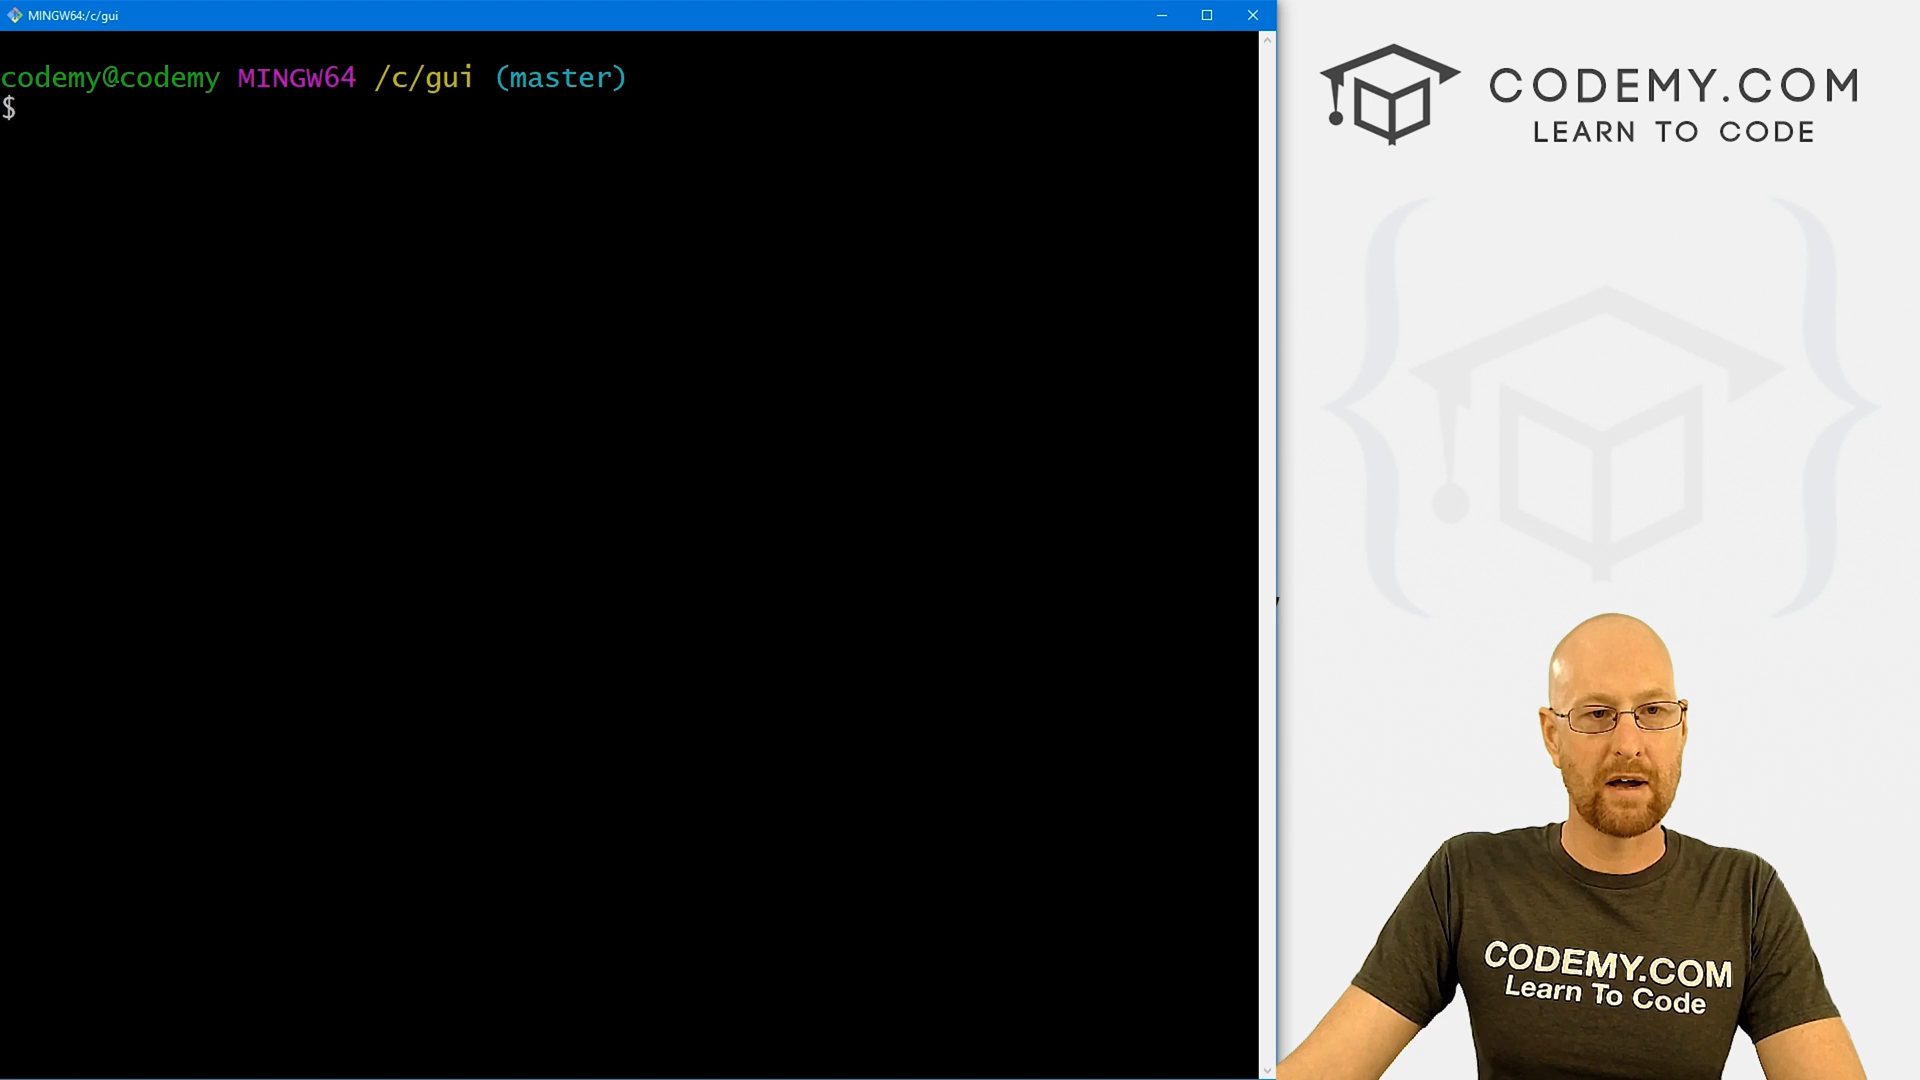 MINGW64:/c/gui
codemy@codemy MINGW64 /c/gui (master)
$
CODEMY.COM
LEARN TO CODE
CODEMY.COM
Learn To Code